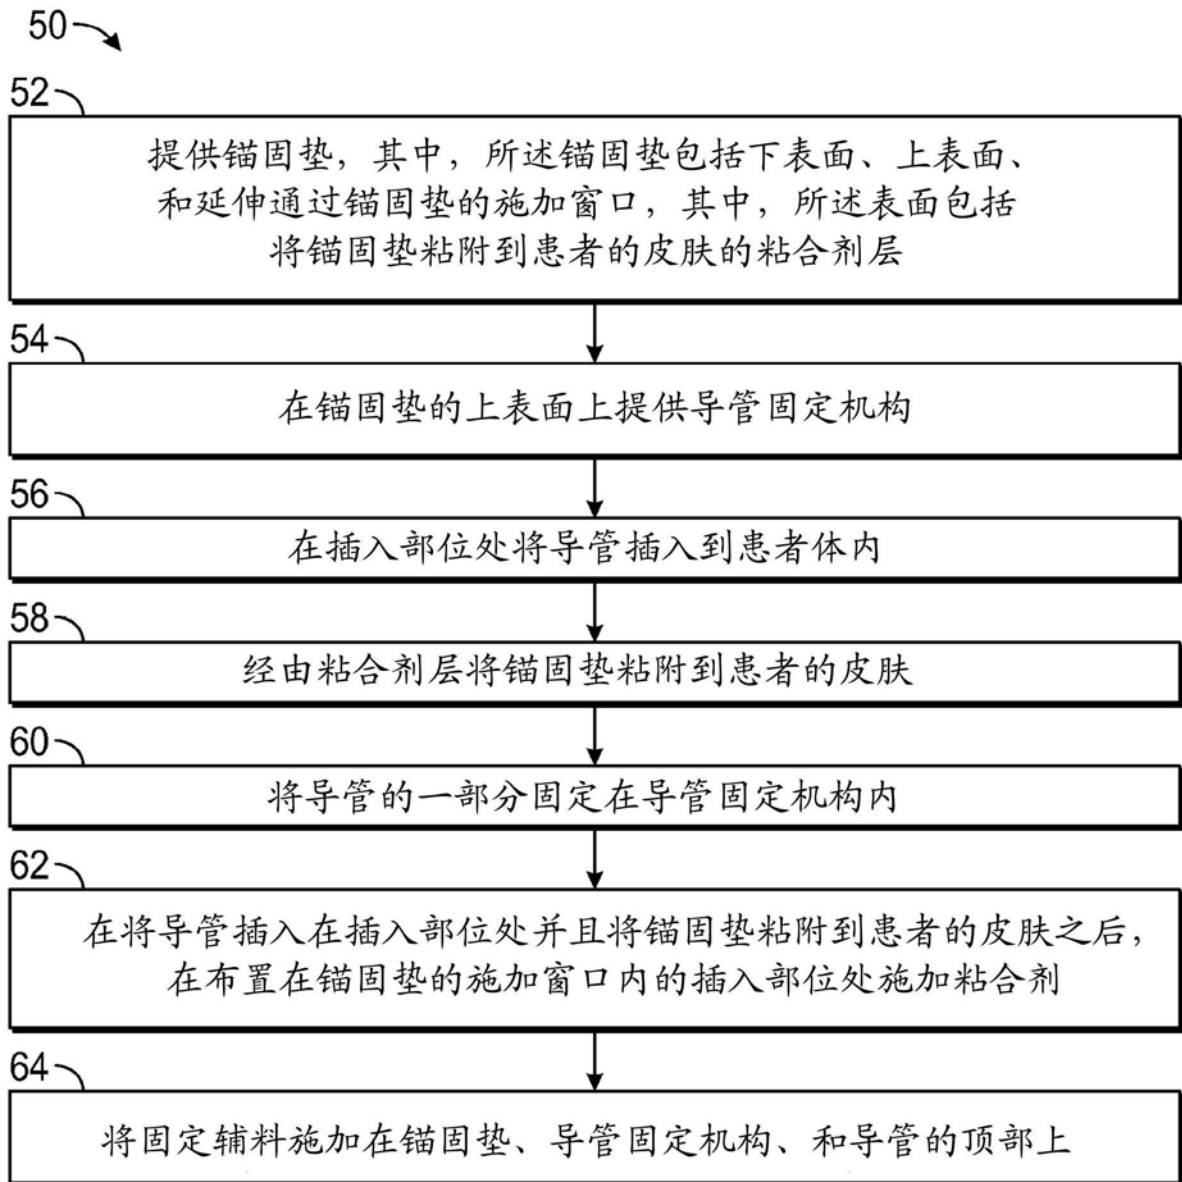 50
52
提供锚固垫，其中，所述锚固垫包括下表面、上表面、
和延伸通过锚固垫的施加窗口，其中，所述表面包括
将锚固垫粘附到患者的皮肤的粘合剂层
54
在锚固垫的上表面上提供导管固定机构
56
在插入部位处将导管插入到患者体内
58
经由粘合剂层将锚固垫粘附到患者的皮肤
60
将导管的一部分固定在导管固定机构内
62
在将导管插入在插入部位处并且将锚固垫粘附到患者的皮肤之后，
在布置在锚固垫的施加窗口内的插入部位处施加粘合剂
64
将固定辅料施加在锚固垫、导管固定机构、和导管的顶部上